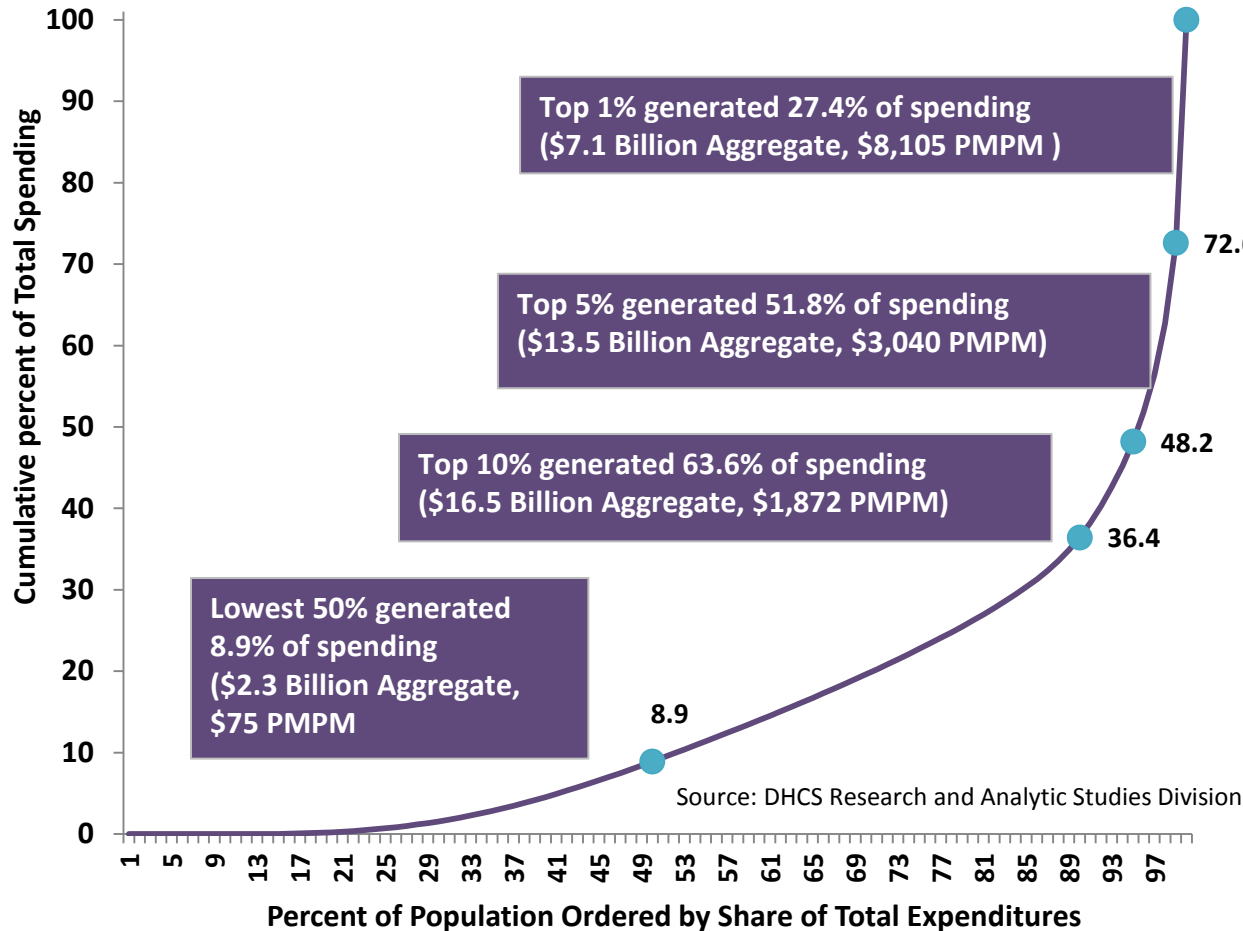 Cumulative percent of Total Spending
100
90
80
70
60
50
40
30
20
10
0
Top 1% generated 27.4% of spending
($7.1 Billion Aggregate, $8,105 PMPM )
Top 5% generated 51.8% of spending
($13.5 Billion Aggregate, $3,040 PMPM)
48.2
Top 10% generated 63.6% of spending
($16.5 Billion Aggregate, $1,872 PMPM)
36.4
Lowest 50% generated
8.9% of spending
($2.3 Billion Aggregate,
$75 PMPM
8.9
Source: DHCS Research and Analytic Studies Division
1 5 9 13 17 21 25 29 33 37 41 45 49 53 57 61 65 69 73 77 81 85 89 93 97
Percent of Population Ordered by Share of Total Expenditures